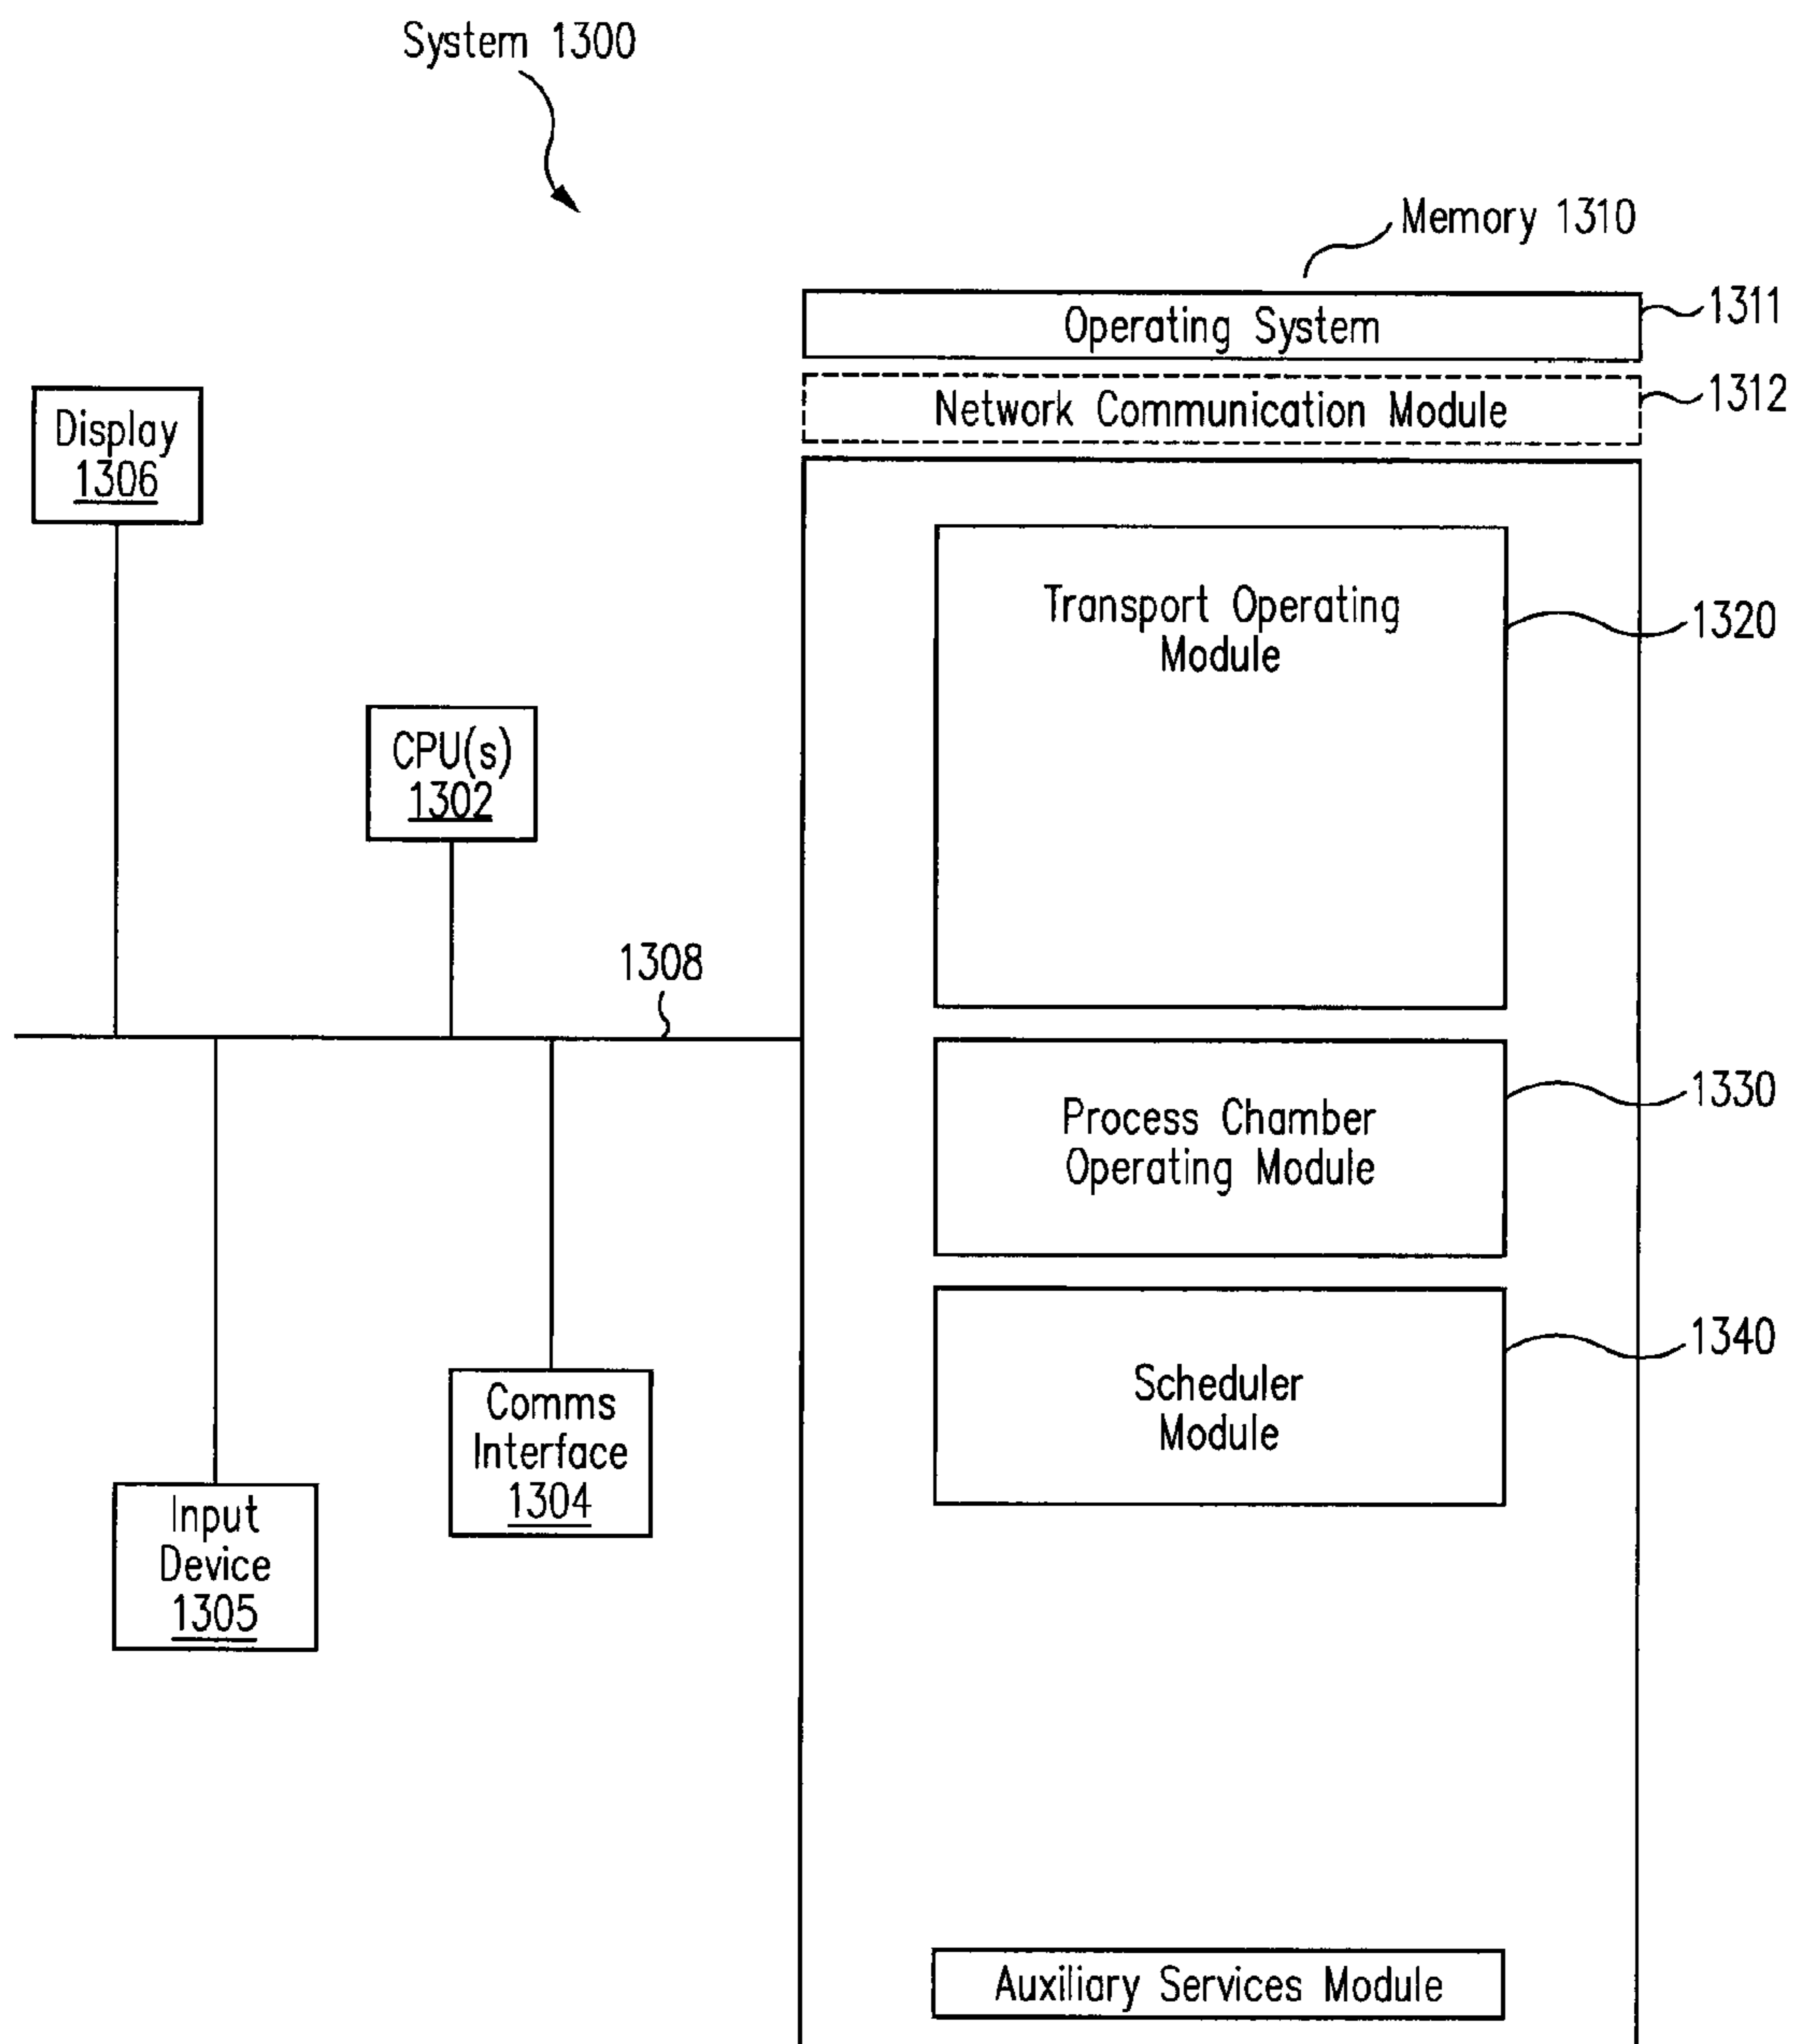 System 1300
Memory 1310
Operating System
1311
Network Communication Module
1312
Display
1306
Transport Operating
Module
1320
CPU(s)
1302
1308
Process Chamber
Operating Module
1330
Scheduler
Module
1340
Comms
Interface
1304
Input
Device
1305
Auxiliary Services Module